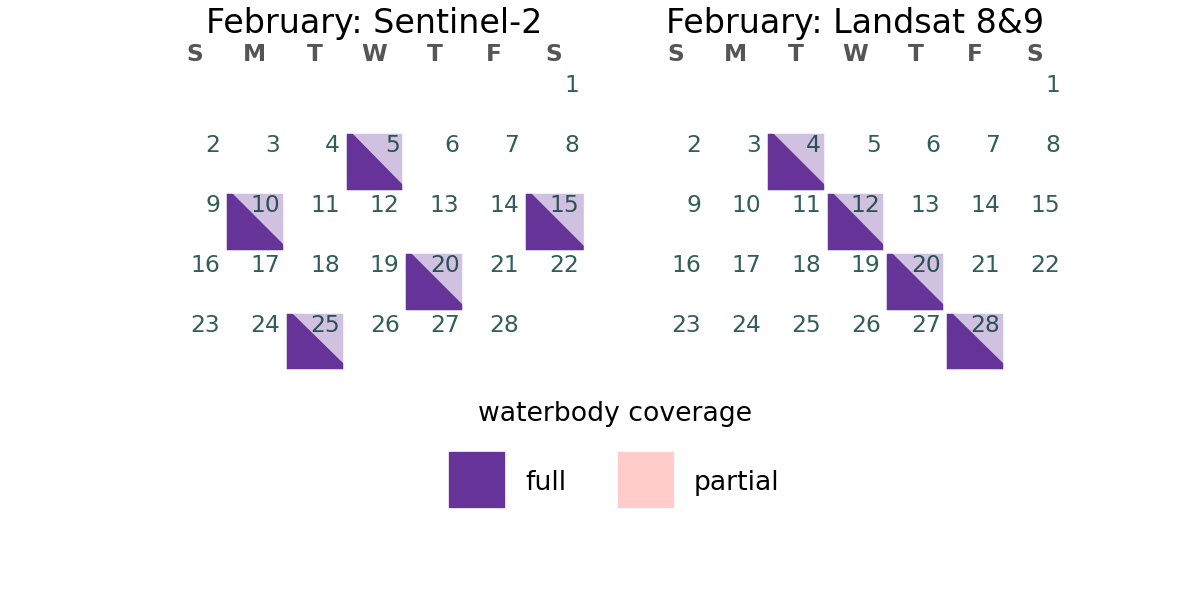 February: Sentinel-2
S M T W T F S
1
2 3 4 5 6 7 8
9 10 11 12 13 14 15
16 17 18 19 20 21 22
23 24 25 26 27 28
February: Landsat 8&9
S M T W T F S
1
2 3 4 5 6 7 8
9 10 11 12 13 14 15
16 17 18 19 20 21 22
23 24 25 26 27 28
waterbody coverage
full partial